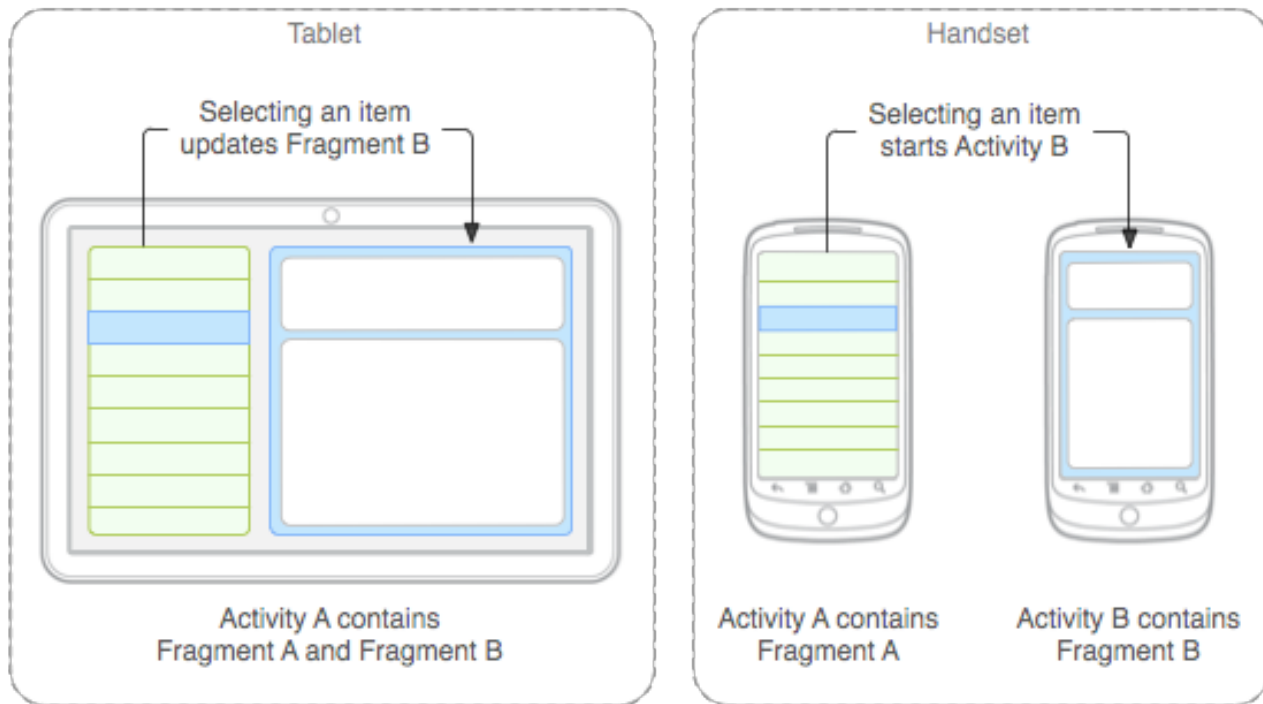 Tablet
Selecting an item
updates Fragment B
Activity A contains
Fragment A and Fragment B
Handset
Selecting an item
starts Activity B
Activity A contains
Fragment A
Activity B contains
Fragment B